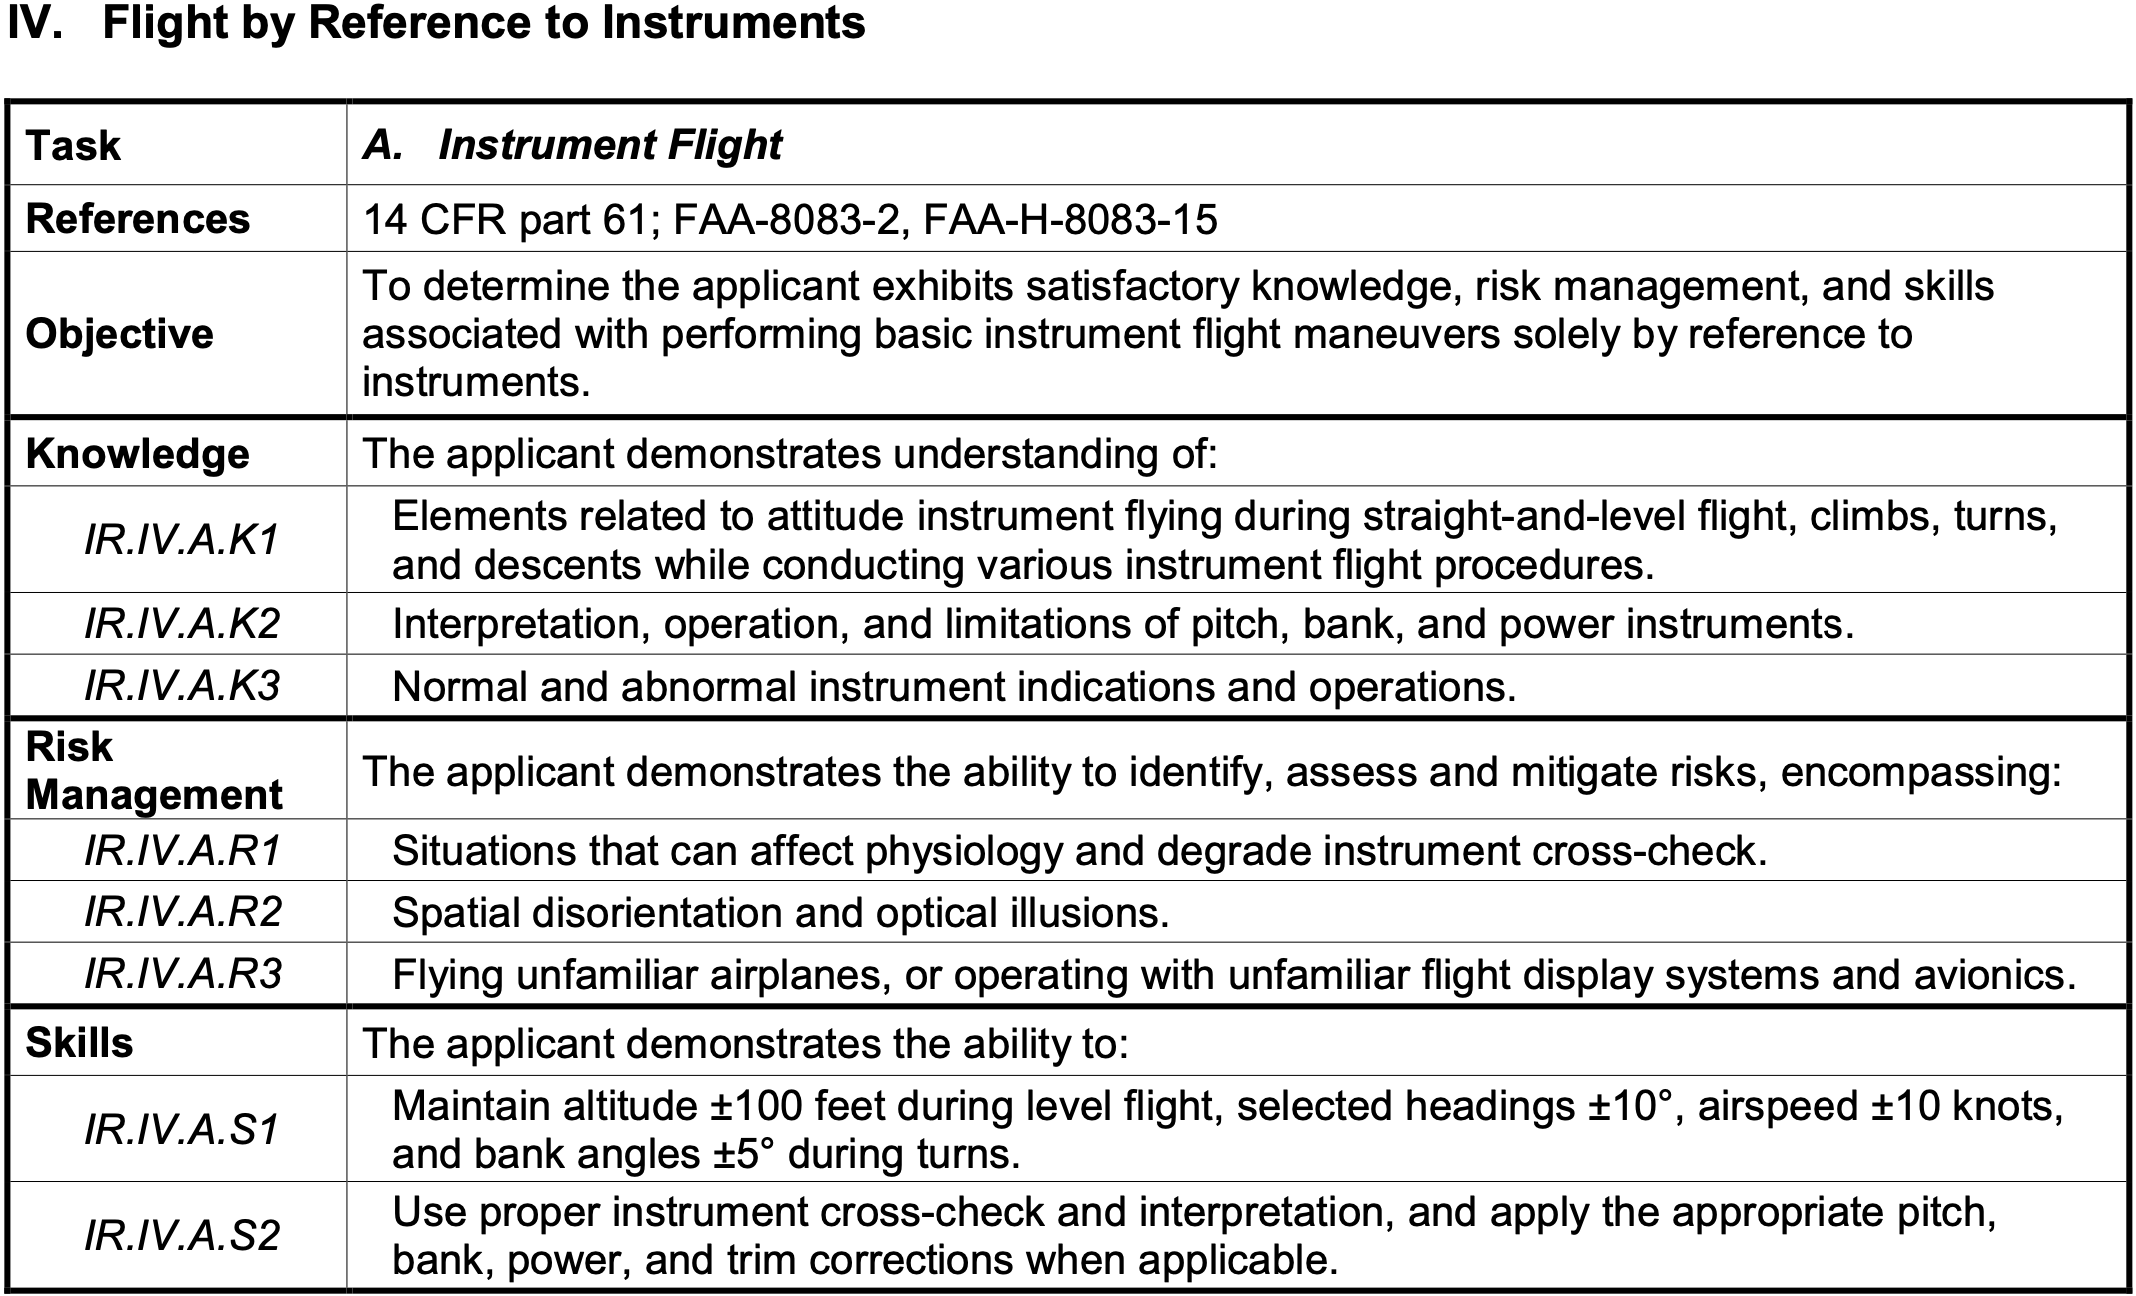 IV. Flight by Reference to Instruments
Task A. Instrument Flight
References 14 CFR part 61; FAA-8083-2, FAA-H-8083-15
Objective To determine the applicant exhibits satisfactory knowledge, risk management, and skills
associated with performing basic instrument flight maneuvers solely by reference to
instruments.
Knowledge The applicant demonstrates understanding of:
IR.IV.A.K1 Elements related to attitude instrument flying during straight-and-level flight, climbs, turns,
and descents while conducting various instrument flight procedures.
IR.IV.A.K2 Interpretation, operation, and limitations of pitch, bank, and power instruments.
IR.IV.A.K3 Normal and abnormal instrument indications and operations.
Risk
Management The applicant demonstrates the ability to identify, assess and mitigate risks, encompassing:
IR.IV.A.R1 Situations that can affect physiology and degrade instrument cross-check.
IR.IV.A.R2 Spatial disorientation and optical illusions.
IR.IV.A.R3 Flying unfamiliar airplanes, or operating with unfamiliar flight display systems and avionics.
Skills The applicant demonstrates the ability to:
IR.IV.A.S1 Maintain altitude ±100 feet during level flight, selected headings ±10°, airspeed ±10 knots,
and bank angles ±5° during turns.
IR.IV.A.S2 Use proper instrument cross-check and interpretation, and apply the appropriate pitch,
bank, power, and trim corrections when applicable.